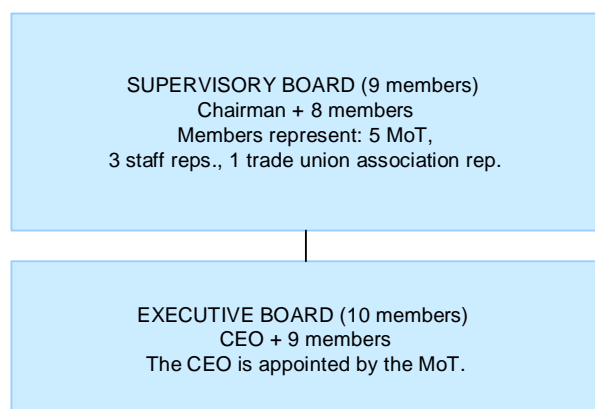 SUPERVISORY BOARD (9 members)
Chairman + 8 members
Members represent: 5 MoT,
3 staff reps., 1 trade union association rep.
EXECUTIVE BOARD (10 members)
CEO + 9 members
The CEO is appointed by the MoT.